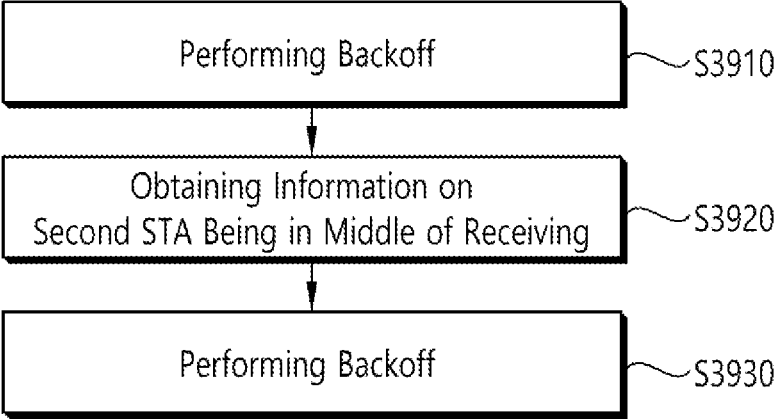 Performing Backoff
S3910
Obtaining Information on
Second STA Being in Middle of Receiving
S3920
Performing Backoff
S3930